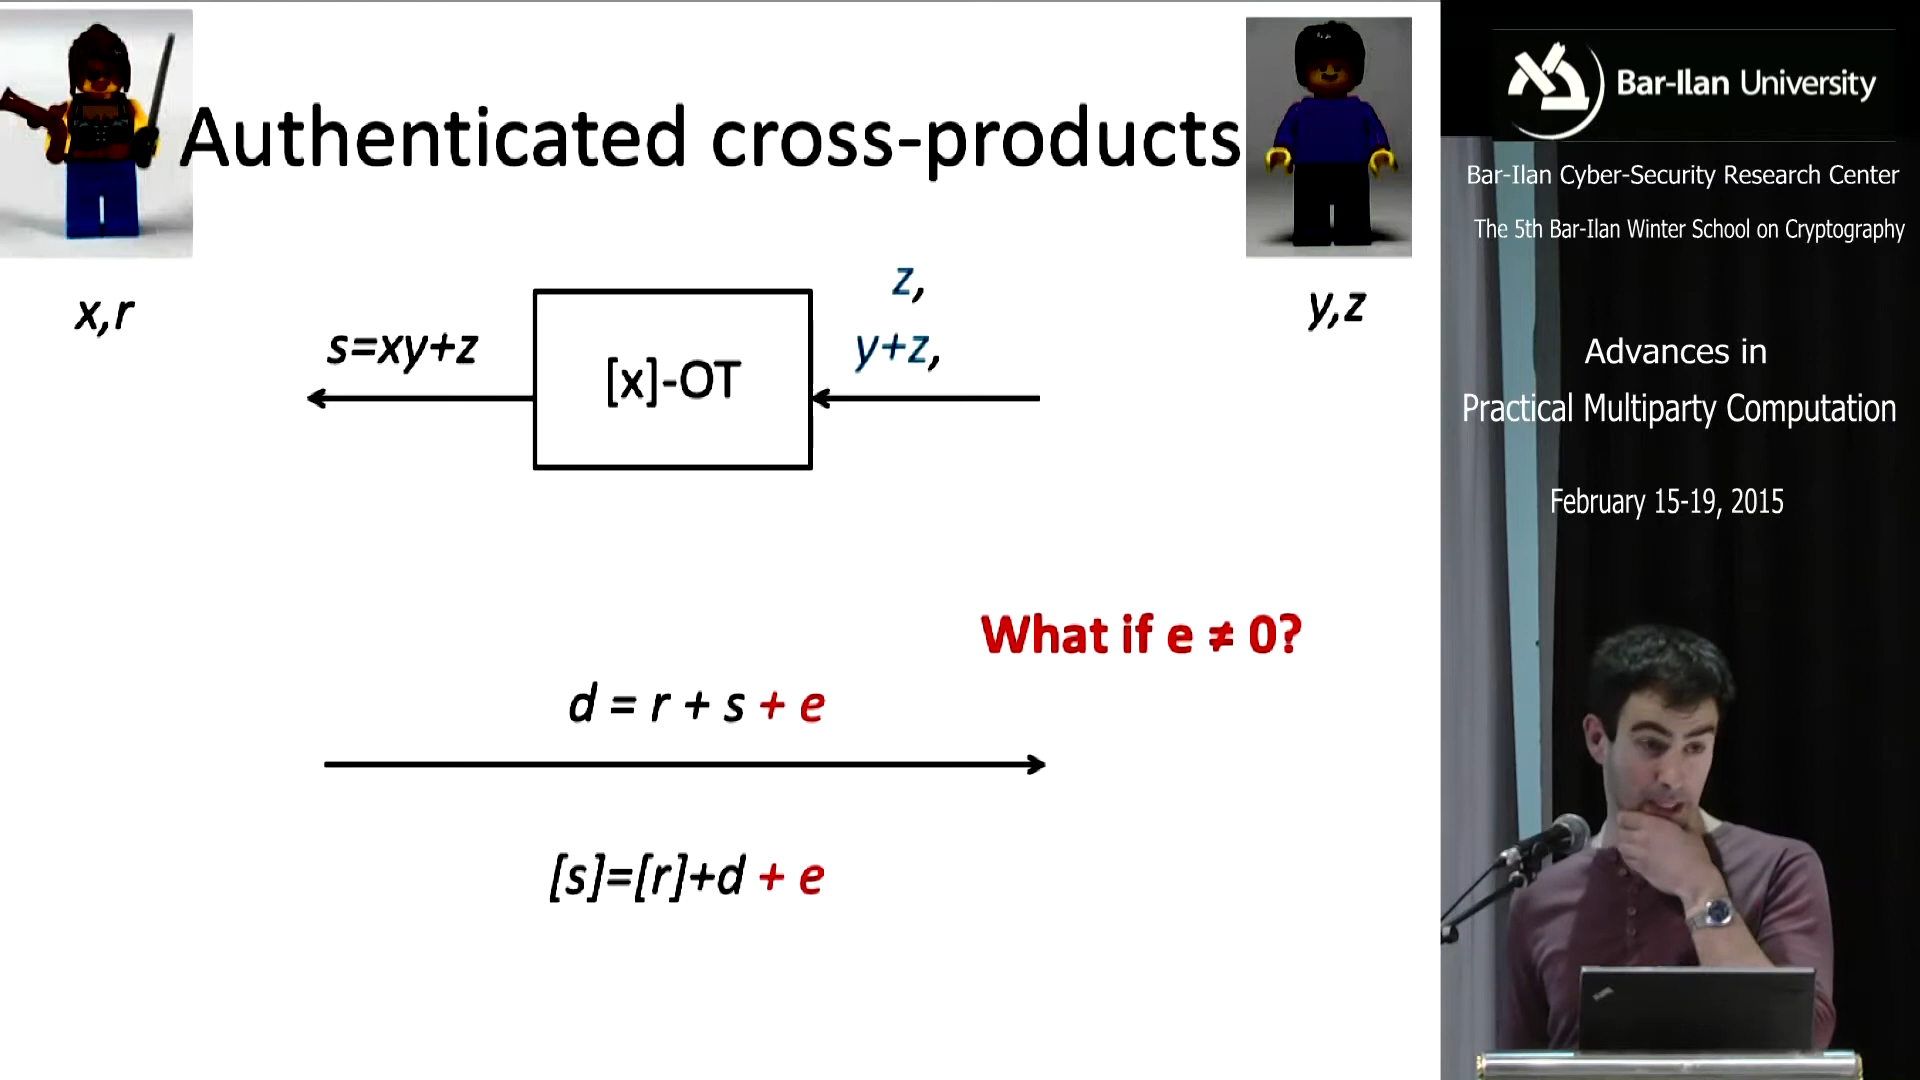 Authenticated cross-products
x,r
y,z
z,
y+z,
s=xy+z
[x]-OT
What if e ≠ 0?
d = r + s + e
[s]=[r]+d + e
Bar-Ilan University
Bar-Ilan Cyber-Security Research Center
The 5th Bar-Ilan Winter School on Cryptography
Advances in
Practical Multiparty Computation
February 15-19, 2015